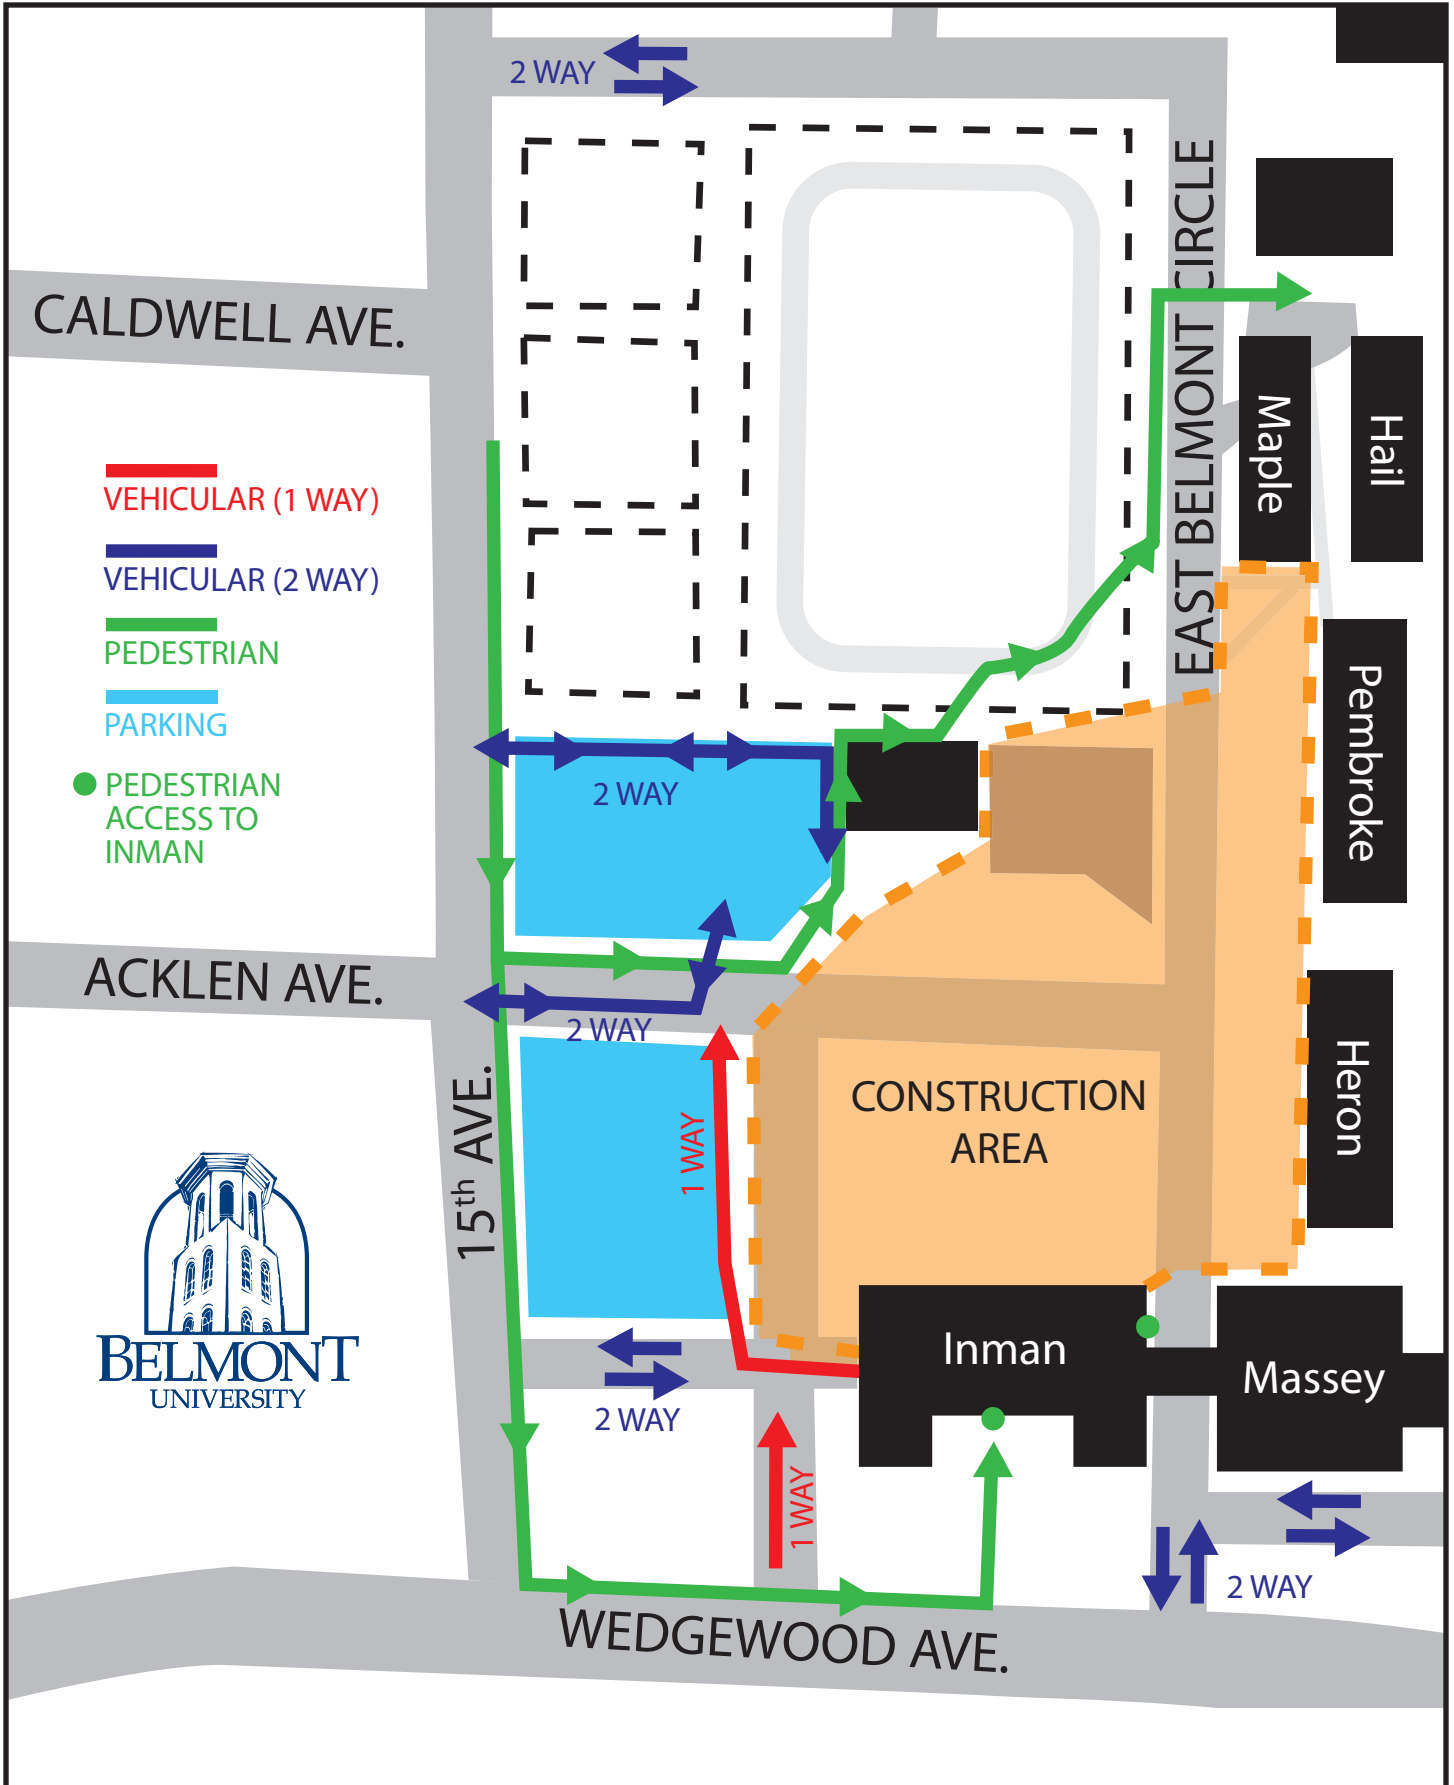 2 WAY
EAST BELMONT CIRCLE
CALDWELL AVE.
Maple
Hail
VEHICULAR (1 WAY)
VEHICULAR (2 WAY)
PEDESTRIAN
PARKING
PEDESTRIAN
ACCESS TO
INMAN
2 WAY
Pembroke
ACKLEN AVE.
2 WAY
15th AVE.
1 WAY
CONSTRUCTION
AREA
Heron
BELMONT
UNIVERSITY
Inman
Massey
2 WAY
1 WAY
2 WAY
WEDGEWOOD AVE.